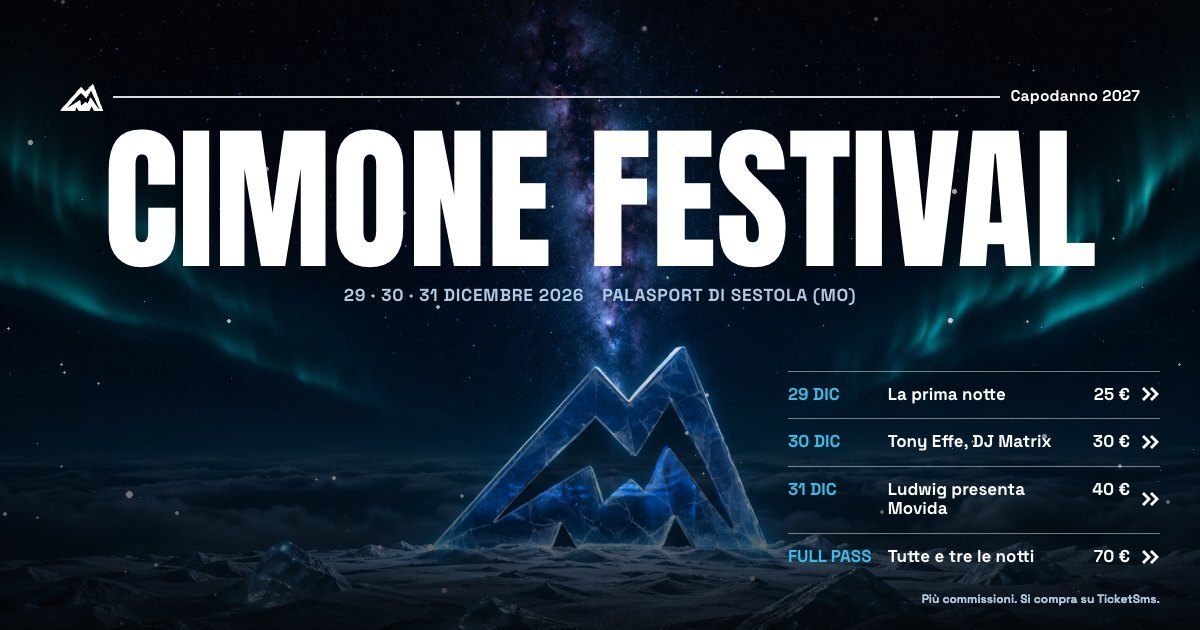 Capodanno 2027
CIMONE FESTIVAL
29 · 30 · 31 DICEMBRE 2026 PALASPORT DI SESTOLA (MO)
29 DIC La prima notte 25 €
30 DIC Tony Effe, DJ Matrix 30 €
31 DIC Ludwig presenta 40 €
Movida
FULL PASS Tutte e tre le notti 70 €
Più commissioni. Si compra su TicketSms.